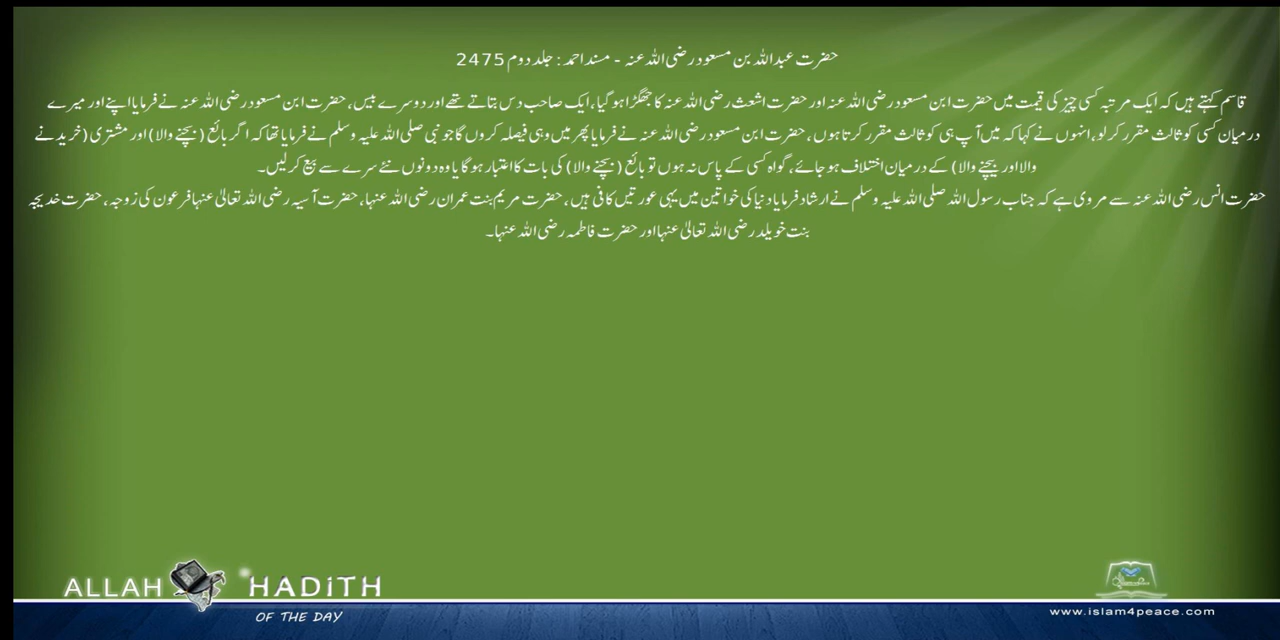 حضرت عبداللہ بن مسعود رضی اللہ عنہ - مسند احمد : جلد دوم 2475
قاسم کہتے ہیں کہ ایک مرتبہ کسی چیز کی قیمت میں حضرت ابن مسعود رضی اللہ عنہ اور حضرت اشعث رضی اللہ عنہ کا جھگڑا ہو گیا، ایک صاحب دس بتاتے تھے اور دوسرے بیس، حضرت ابن مسعود رضی اللہ عنہ نے فرمایا اپنے اور میرے
درمیان کسی کو ثالث مقرر کر لو، انہوں نے کہا کہ میں آپ ہی کو ثالث مقرر کرتا ہوں، حضرت ابن مسعود رضی اللہ عنہ نے فرمایا پھر میں وہی فیصلہ کروں گا جو نبی صلی اللہ علیہ وسلم نے فرمایا تھا کہ اگر بائع (بیچنے والا) اور مشتری (خریدنے
والا اور بیچنے والا) کے درمیان اختلاف ہو جائے، گواہ کسی کے پاس نہ ہوں تو بائع (بیچنے والا) کی بات کا اعتبار ہو گا یا وہ دونوں نئے سرے سے بیع کر لیں۔
حضرت انس رضی اللہ عنہ سے مروی ہے کہ جناب رسول اللہ صلی اللہ علیہ وسلم نے ارشاد فرمایا دنیا کی خواتین میں یہی عورتیں کافی ہیں، حضرت مریم بنت عمران رضی اللہ عنہا، حضرت آسیہ رضی اللہ تعالیٰ عنہا فرعون کی زوجہ، حضرت خدیجہ
بنت خویلد رضی اللہ تعالیٰ عنہا اور حضرت فاطمہ رضی اللہ عنہا۔
ALLAH HADITH
OF THE DAY
www.islam4peace.com